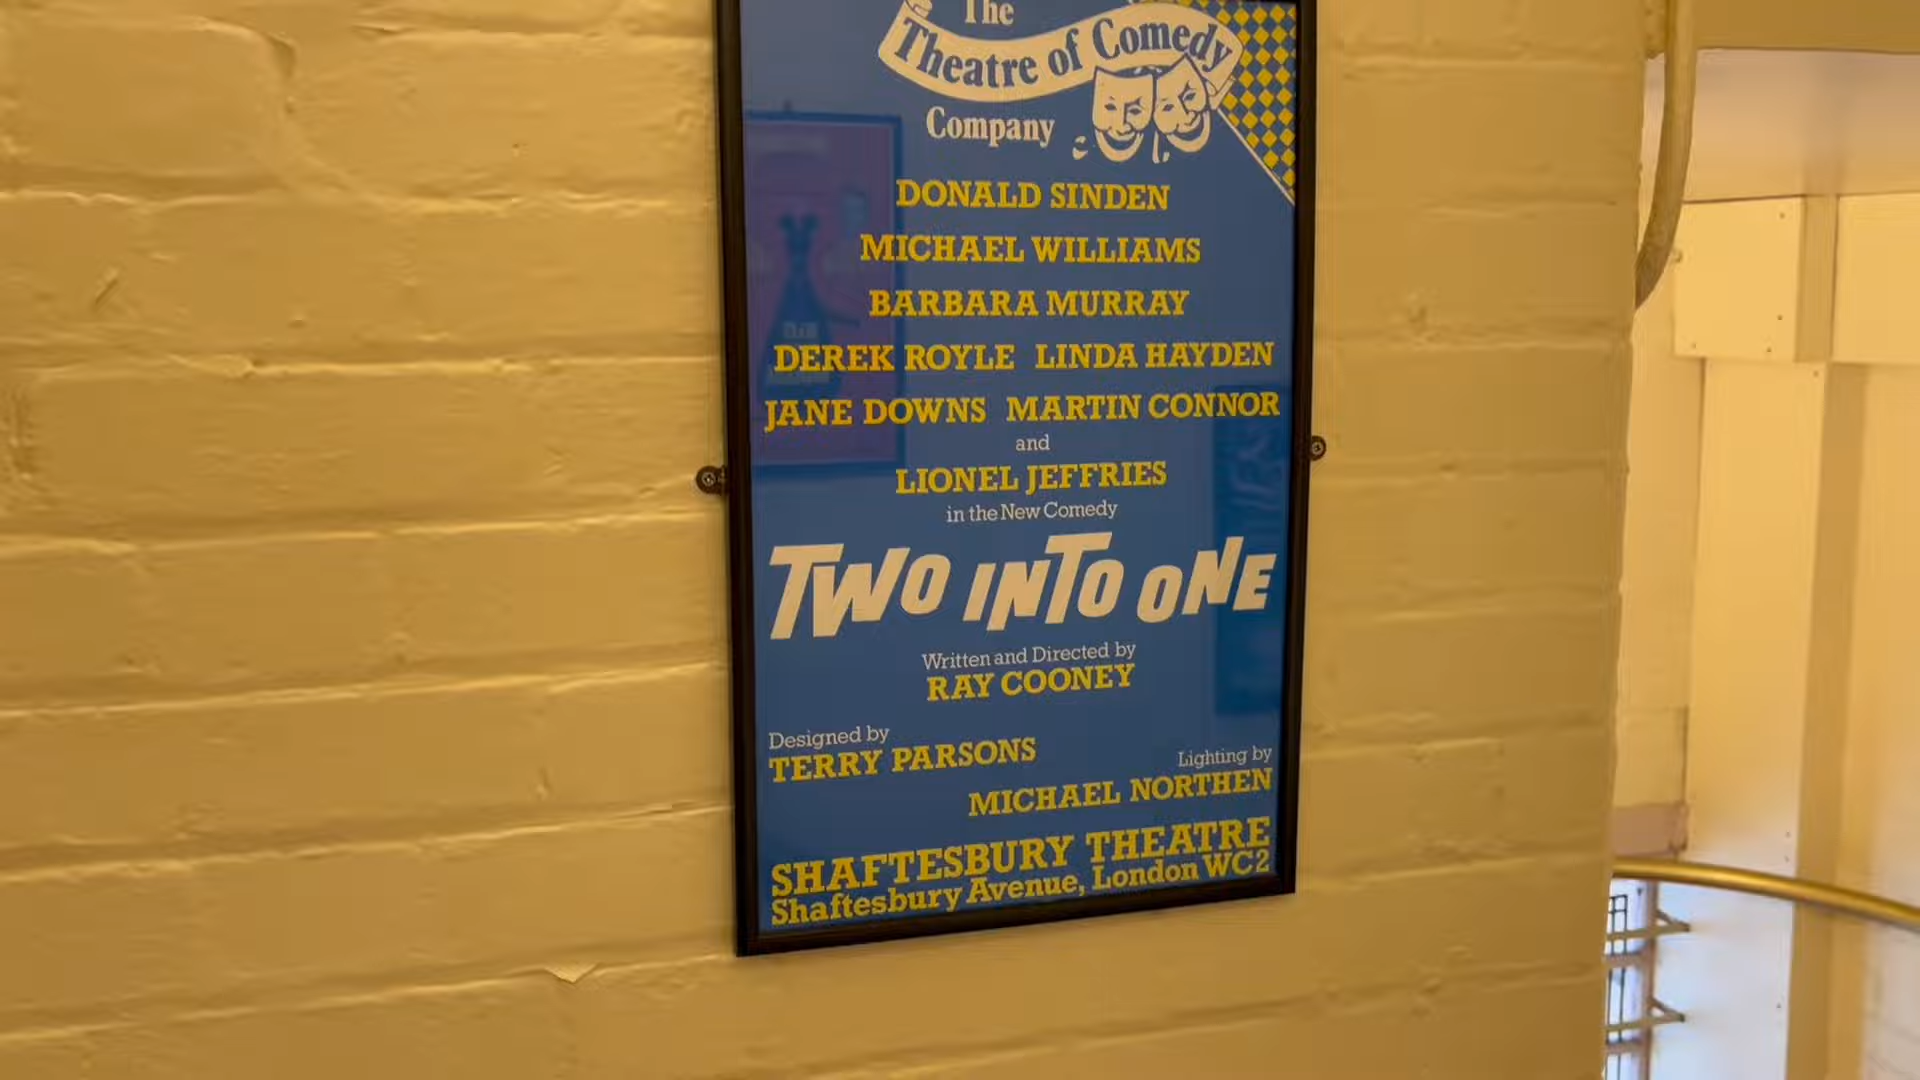 The
Theatre of Comedy
Company
DONALD SINDEN
MICHAEL WILLIAMS
BARBARA MURRAY
DEREK ROYLE LINDA HAYDEN
JANE DOWNS MARTIN CONNOR
and
LIONEL JEFFRIES
in the New Comedy
TWO INTO ONE
Written and Directed by
RAY COONEY
Designed by
TERRY PARSONS
Lighting by
MICHAEL NORTHEN
SHAFTESBURY THEATRE
Shaftesbury Avenue, London WC2